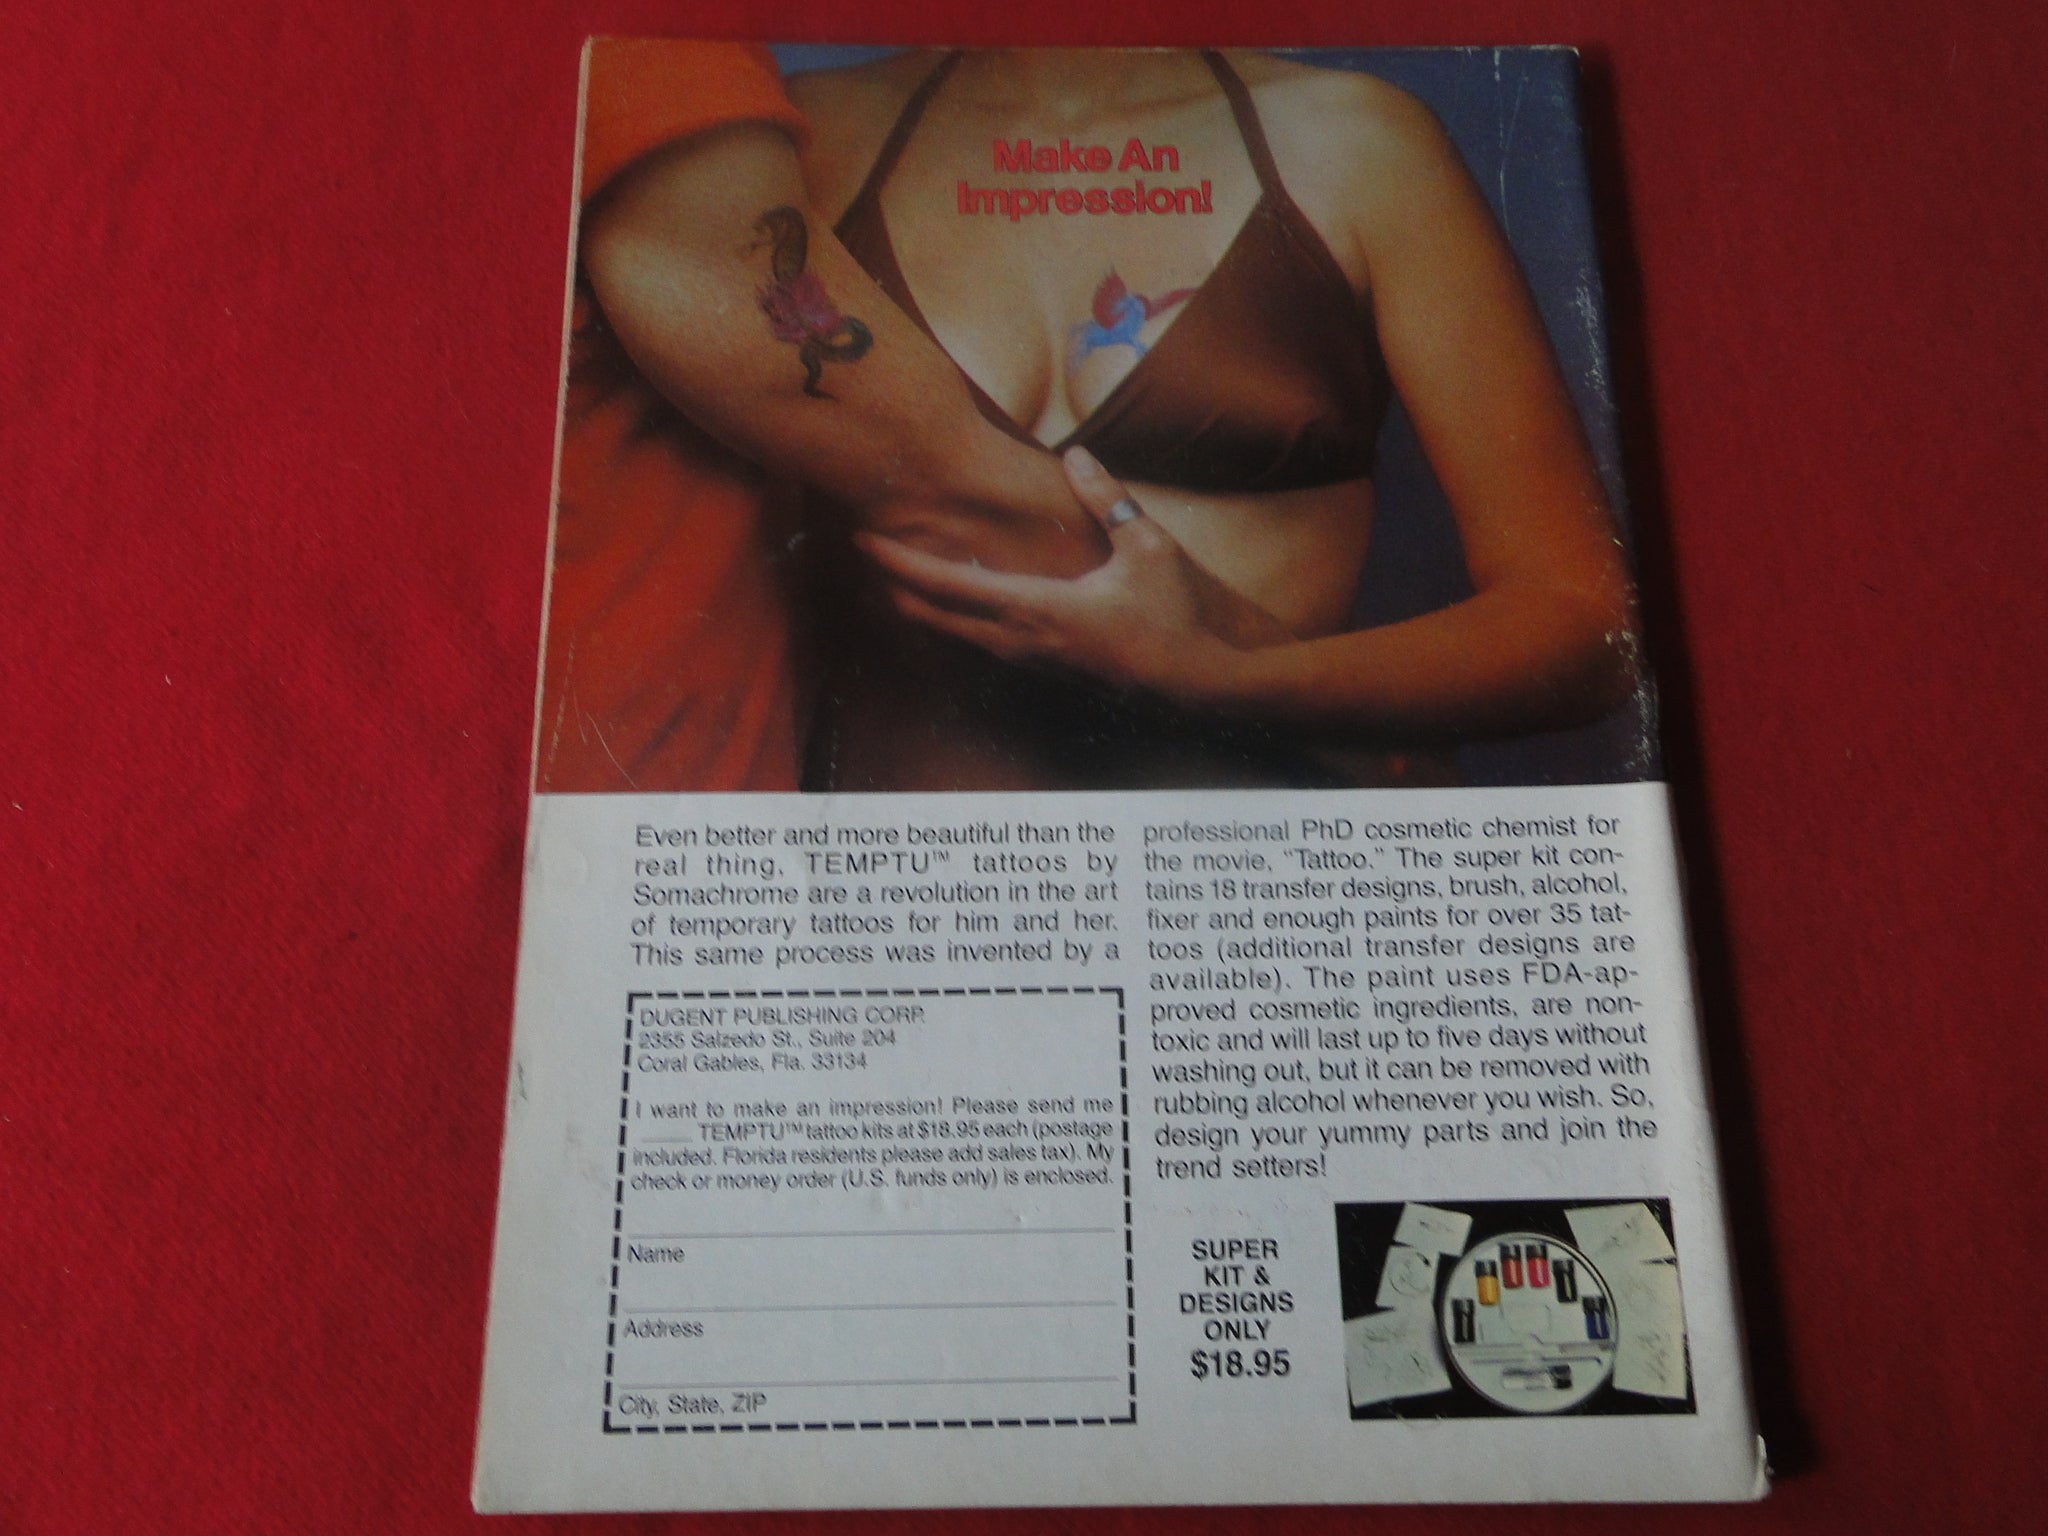 Make An
Impression!
Even better and more beautiful than the
real thing, TEMPTU™ tattoos by
Somachrome are a revolution in the art
of temporary tattoos for him and her.
This same process was invented by a
professional PhD cosmetic chemist for
the movie, “Tattoo.” The super kit con-
tains 18 transfer designs, brush, alcohol,
fixer and enough paints for over 35 tat-
toos (additional transfer designs are
available). The paint uses FDA-ap-
proved cosmetic ingredients, are non-
toxic and will last up to five days without
washing out, but it can be removed with
rubbing alcohol whenever you wish. So,
design your yummy parts and join the
trend setters!
DUGENT PUBLISHING CORP.
2355 Salzedo St., Suite 204
Coral Gables, Fla. 33134
I want to make an impression! Please send me
____ TEMPTU™ tattoo kits at $18.95 each (postage
included. Florida residents please add sales tax). My
check or money order (U.S. funds only) is enclosed.
Name
Address
City, State, ZIP
SUPER
KIT &
DESIGNS
ONLY
$18.95